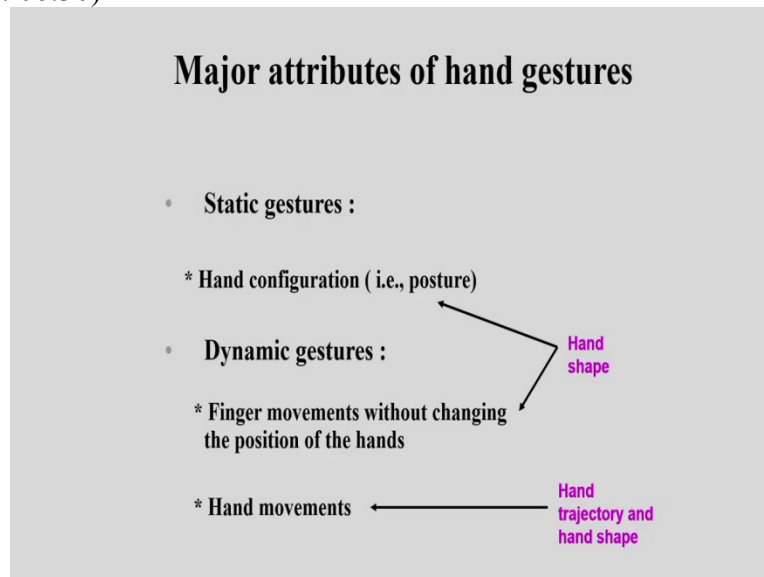 Major attributes of hand gestures
• Static gestures :
* Hand configuration ( i.e., posture)
• Dynamic gestures :
Hand
shape
* Finger movements without changing
the position of the hands
* Hand movements
Hand
trajectory and
hand shape